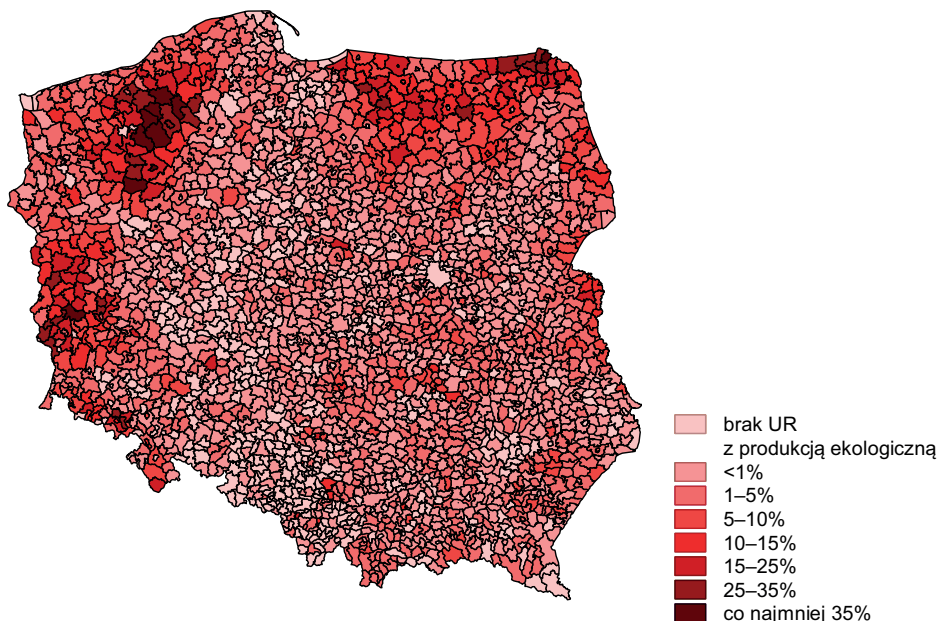 brak UR
z produkcją ekologiczną
<1%
1–5%
5–10%
10–15%
15–25%
25–35%
co najmniej 35%